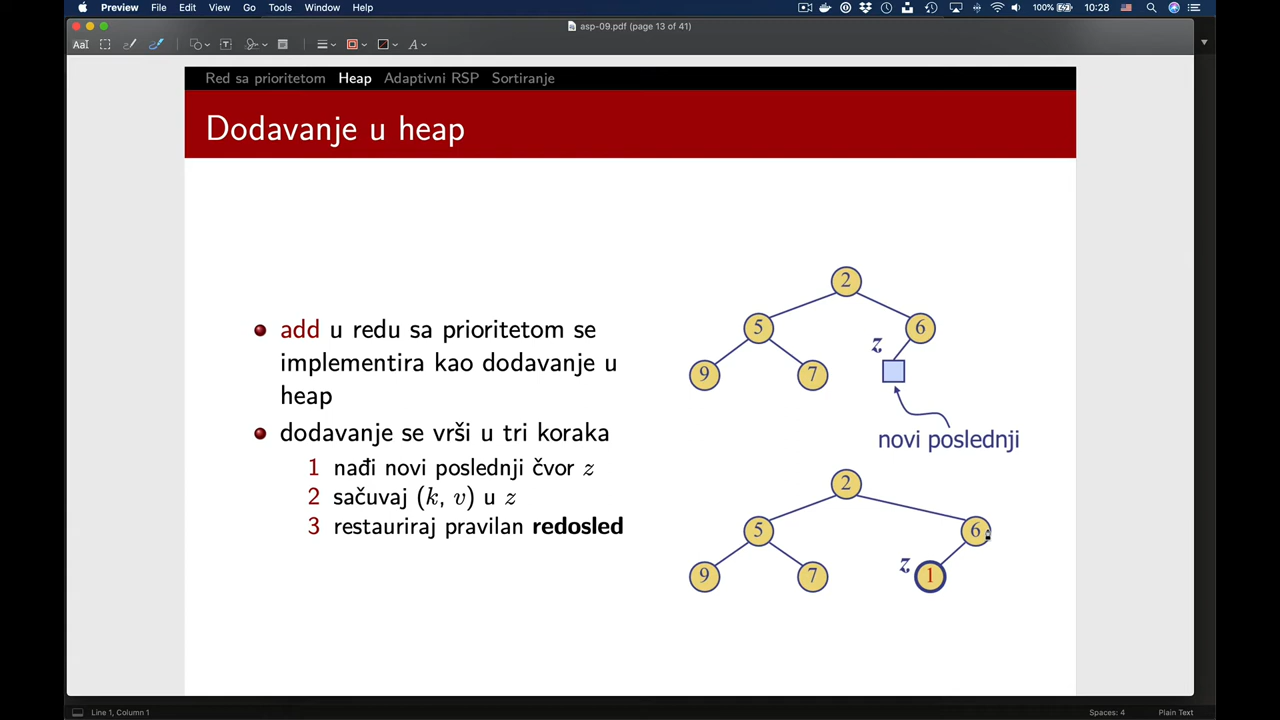 Preview File Edit View Go Tools Window Help 100% 10:28
asp-09.pdf (page 13 of 41)
AaI A
Red sa prioritetom Heap Adaptivni RSP Sortiranje
Dodavanje u heap
add u redu sa prioritetom se
implementira kao dodavanje u
heap
dodavanje se vrši u tri koraka
1 nađi novi poslednji čvor z
2 sačuvaj (k, v) u z
3 restauriraj pravilan redosled
2
5 6
z
9 7
novi poslednji
2
5 6
z
9 7 1
Line 1, Column 1 Spaces: 4 Plain Text